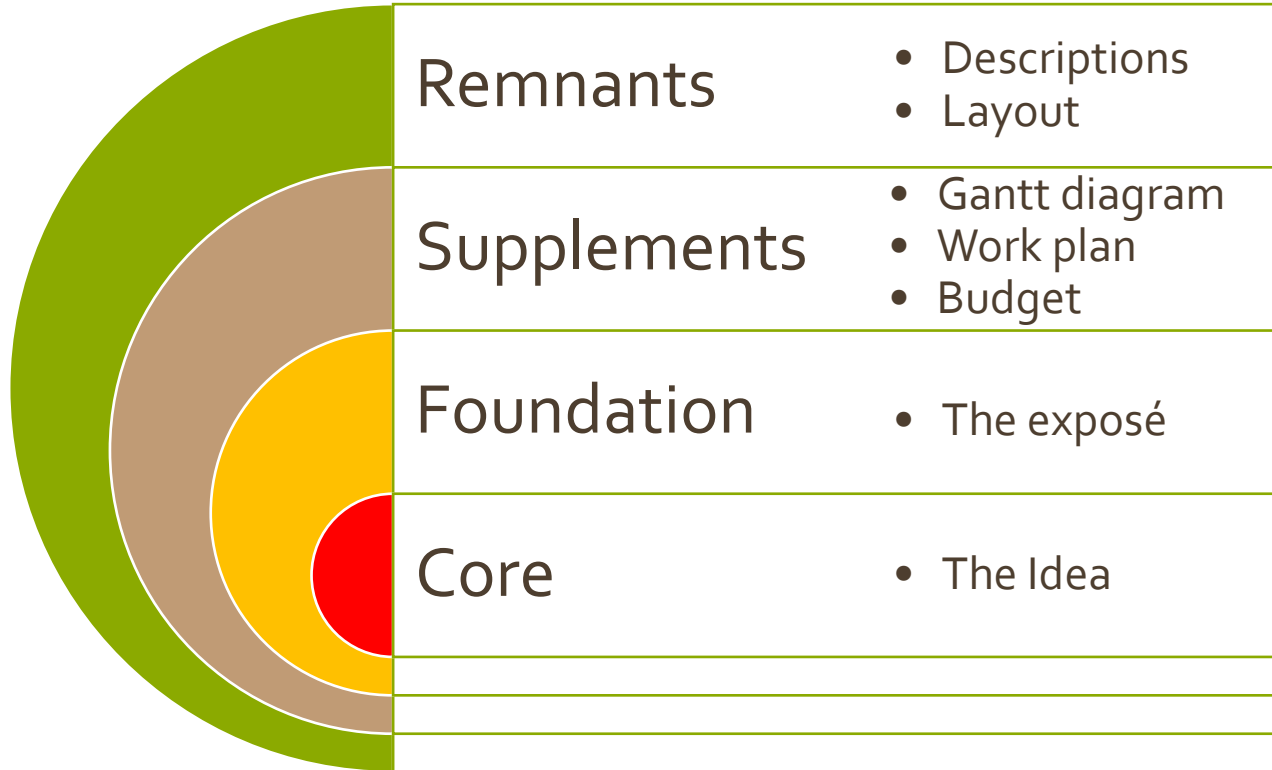 Remnants
• Descriptions
• Layout
Supplements
• Gantt diagram
• Work plan
• Budget
Foundation
• The exposé
Core
• The Idea